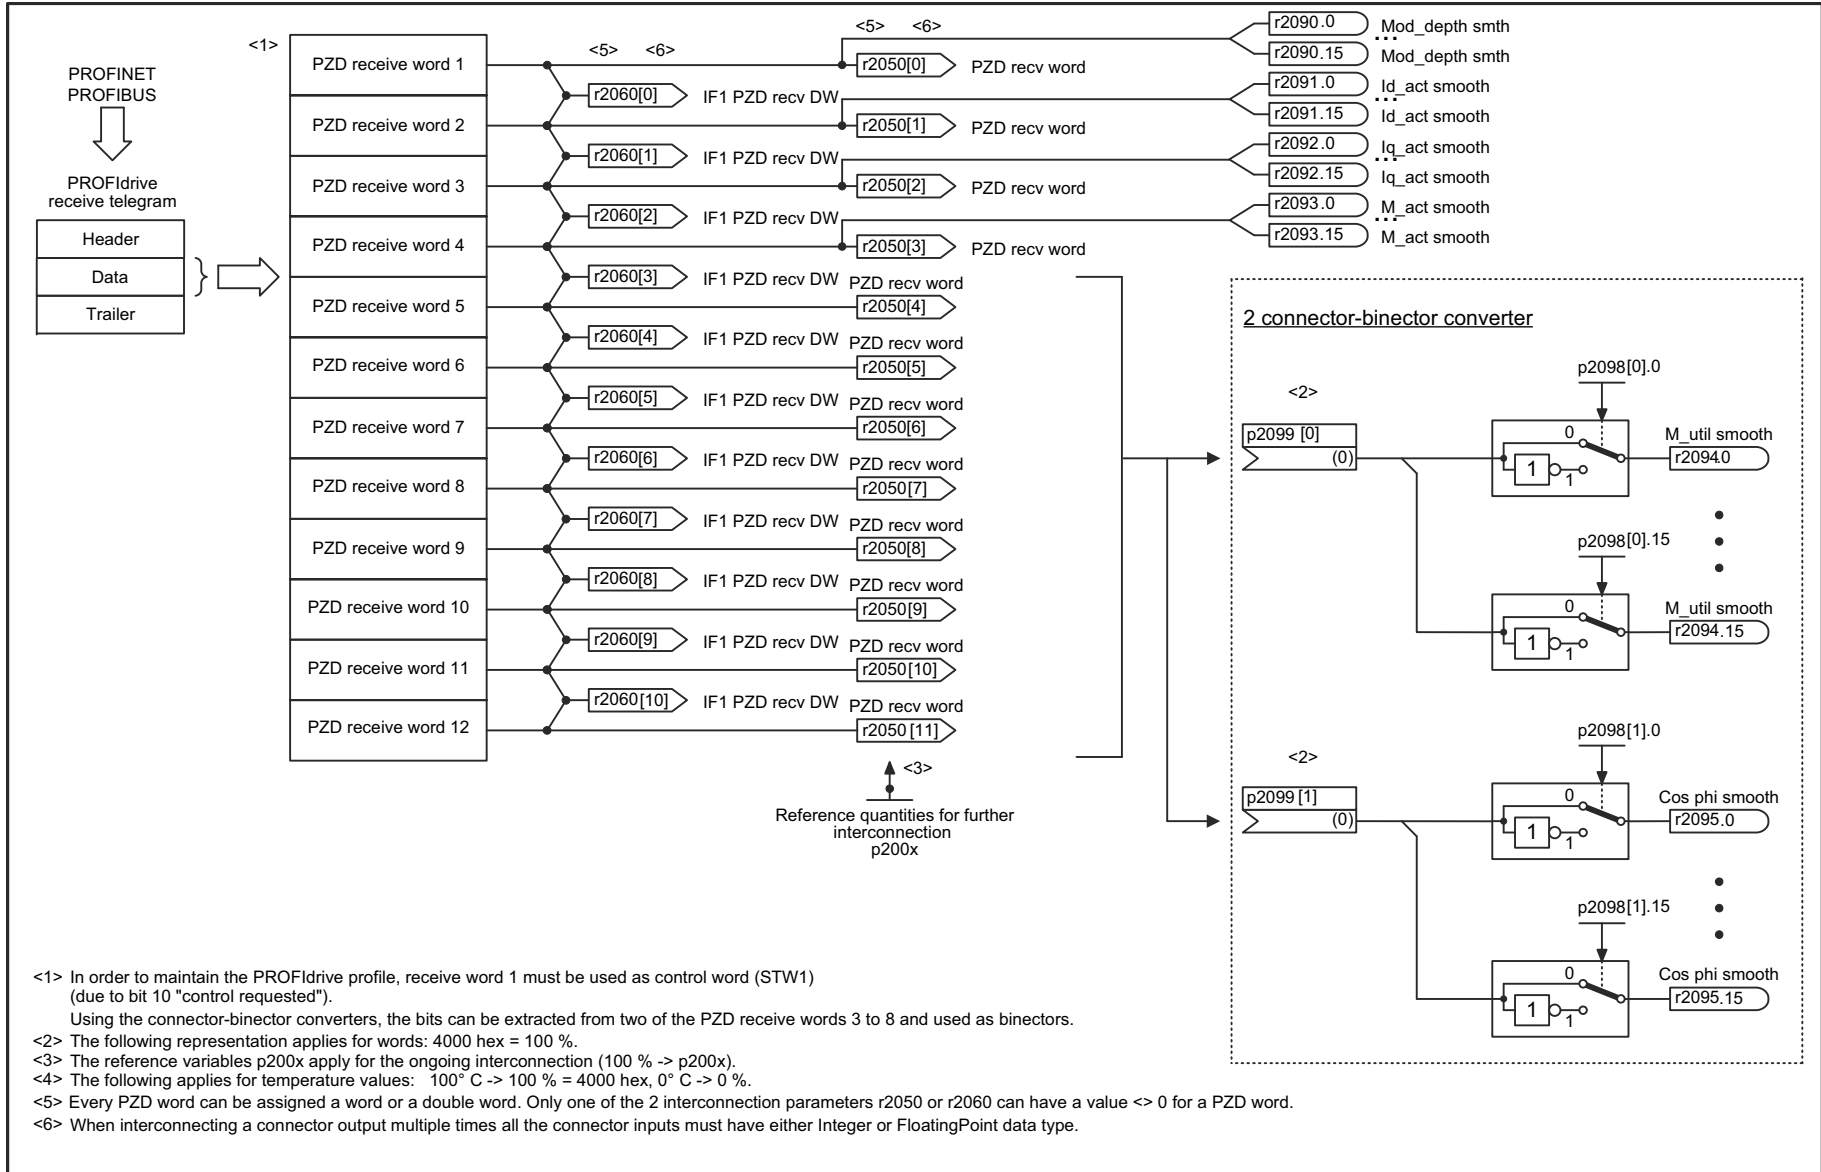 <1>
PROFINET
PROFIBUS
PROFIdrive
receive telegram
Header
Data
Trailer
PZD receive word 1
PZD receive word 2
PZD receive word 3
PZD receive word 4
PZD receive word 5
PZD receive word 6
PZD receive word 7
PZD receive word 8
PZD receive word 9
PZD receive word 10
PZD receive word 11
PZD receive word 12
<5> <6>
r2060[0] IF1 PZD recv DW
r2060[1] IF1 PZD recv DW
r2060[2] IF1 PZD recv DW
r2060[3] IF1 PZD recv DW
r2060[4] IF1 PZD recv DW
r2060[5] IF1 PZD recv DW
r2060[6] IF1 PZD recv DW
r2060[7] IF1 PZD recv DW
r2060[8] IF1 PZD recv DW
r2060[9] IF1 PZD recv DW
r2060[10] IF1 PZD recv DW
<5> <6>
r2050[0] PZD recv word
r2050[1] PZD recv word
r2050[2] PZD recv word
r2050[3] PZD recv word
PZD recv word
r2050[4]
PZD recv word
r2050[5]
PZD recv word
r2050[6]
PZD recv word
r2050[7]
PZD recv word
r2050[8]
PZD recv word
r2050[9]
PZD recv word
r2050[10]
PZD recv word
r2050[11]
<3>
Reference quantities for further
interconnection
p200x
r2090.0 Mod_depth smth
...
r2090.15 Mod_depth smth
r2091.0 Id_act smooth
...
r2091.15 Id_act smooth
r2092.0 Iq_act smooth
...
r2092.15 Iq_act smooth
r2093.0 M_act smooth
...
r2093.15 M_act smooth
2 connector-binector converter
<2>
p2099 [0]
(0)
p2098[0].0
0
1
1
M_util smooth
r2094.0
p2098[0].15
0
1
1
M_util smooth
r2094.15
<2>
p2099 [1]
(0)
p2098[1].0
0
1
1
Cos phi smooth
r2095.0
p2098[1].15
0
1
1
Cos phi smooth
r2095.15
<1> In order to maintain the PROFIdrive profile, receive word 1 must be used as control word (STW1)
(due to bit 10 "control requested").
Using the connector-binector converters, the bits can be extracted from two of the PZD receive words 3 to 8 and used as binectors.
<2> The following representation applies for words: 4000 hex = 100 %.
<3> The reference variables p200x apply for the ongoing interconnection (100 % -> p200x).
<4> The following applies for temperature values: 100° C -> 100 % = 4000 hex, 0° C -> 0 %.
<5> Every PZD word can be assigned a word or a double word. Only one of the 2 interconnection parameters r2050 or r2060 can have a value <> 0 for a PZD word.
<6> When interconnecting a connector output multiple times all the connector inputs must have either Integer or FloatingPoint data type.